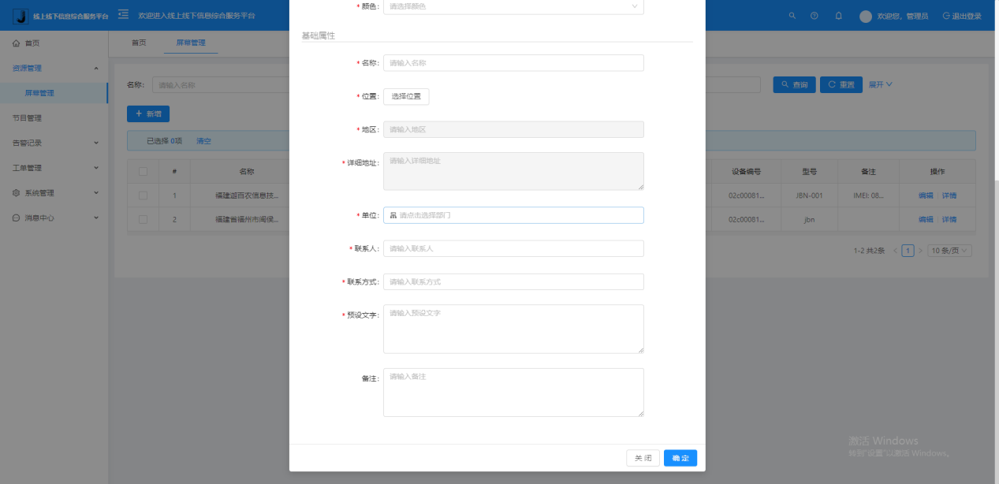 线上线下信息综合服务平台
欢迎进入线上线下信息综合服务平台
欢迎您，管理员
退出登录
首页
资源管理
屏幕管理
节目管理
告警记录
工单管理
系统管理
消息中心
首页
屏幕管理
名称:
请输入名称
查询
重置
展开
+ 新增
已选择 0项
清空
# 名称
设备编号 型号 备注 操作
1 福建迦百农信息技...
02c00081... JBN-001 IMEI: 08... 编辑 | 详情
2 福建省福州市闽侯...
02c00081... jbn 编辑 | 详情
1-2 共2条 < 1 > 10 条/页
* 颜色: 请选择颜色
基础属性
* 名称: 请输入名称
* 位置: 选择位置
* 地区: 请输入地区
* 详细地址: 请输入详细地址
* 单位: 请点击选择部门
* 联系人: 请输入联系人
* 联系方式: 请输入联系方式
* 预设文字: 请输入预设文字
备注: 请输入备注
关 闭
确 定
激活 Windows
转到"设置"以激活 Windows。